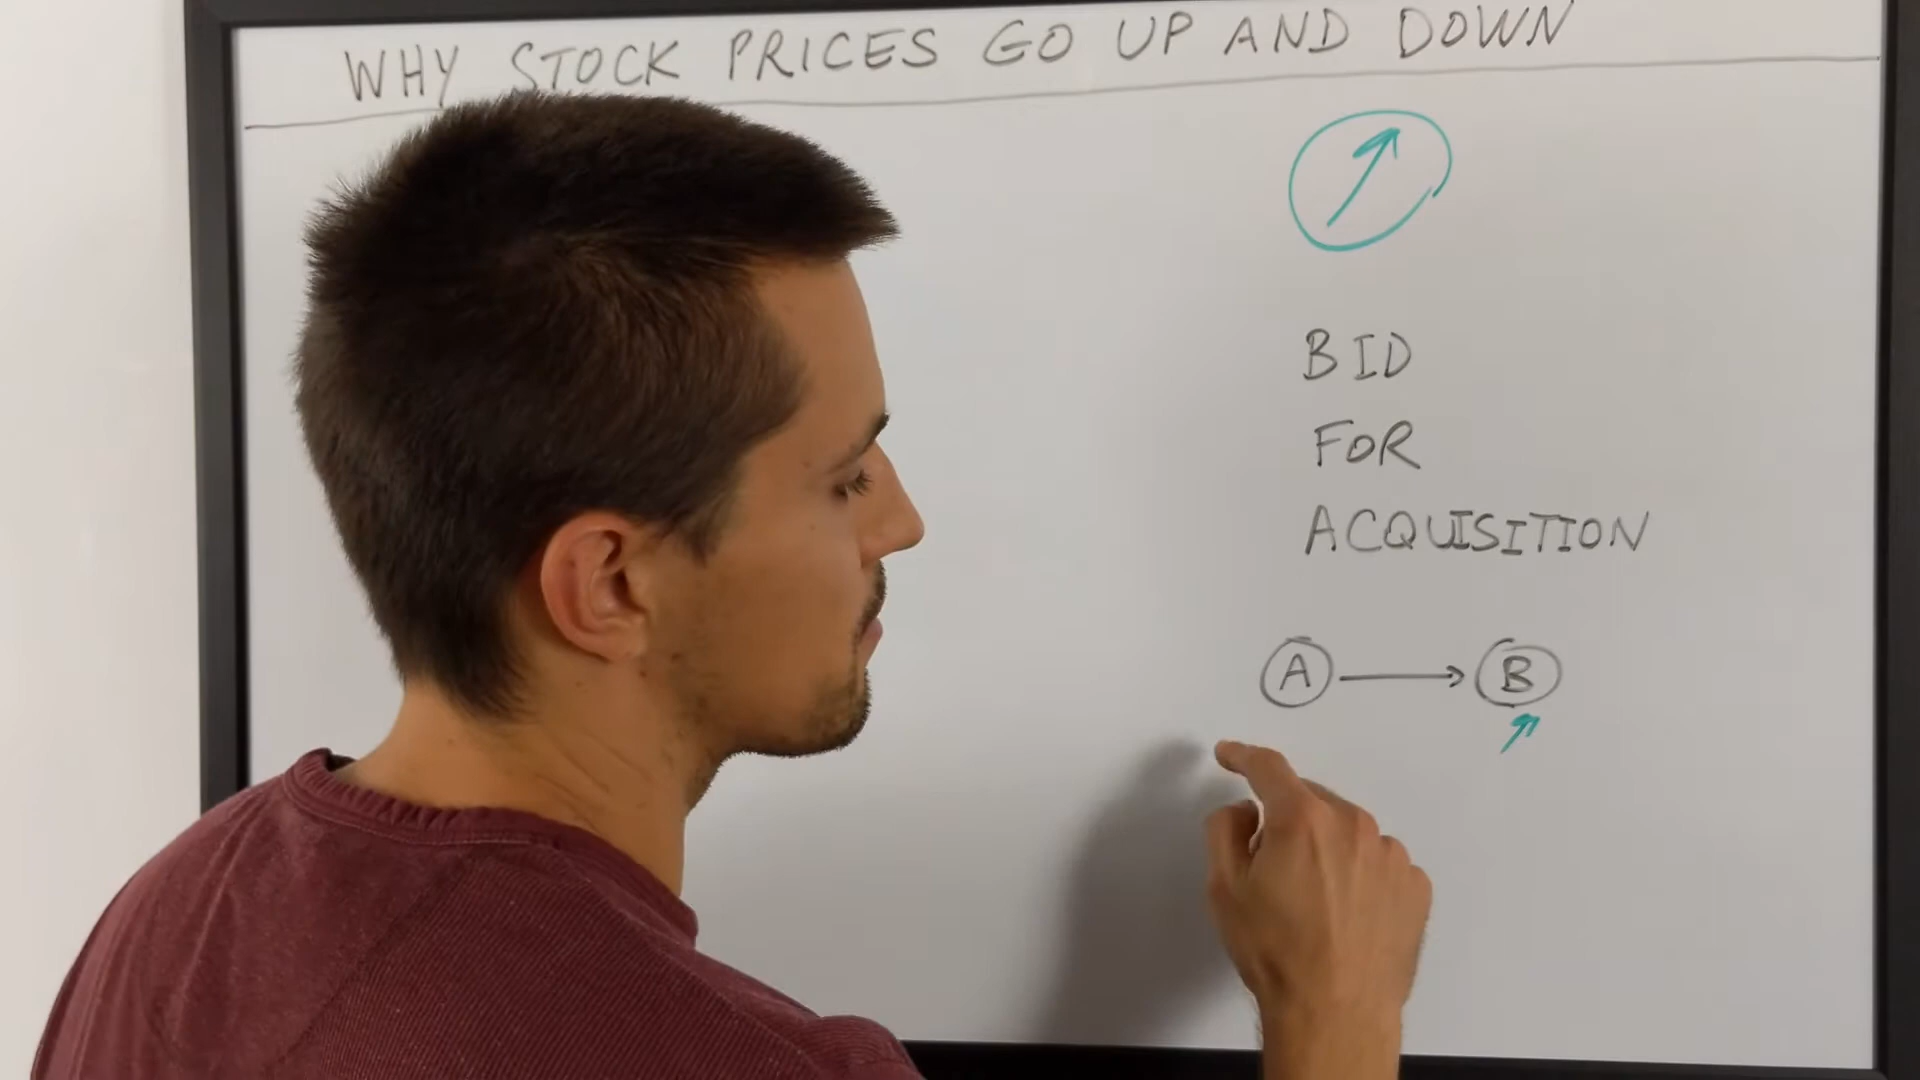 WHY STOCK PRICES GO UP AND DOWN
BID
FOR
ACQUISITION
A B